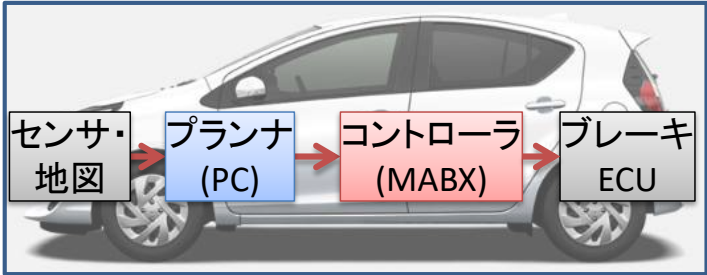 センサ・
地図
プランナ
(PC)
コントローラ
(MABX)
ブレーキ
ECU